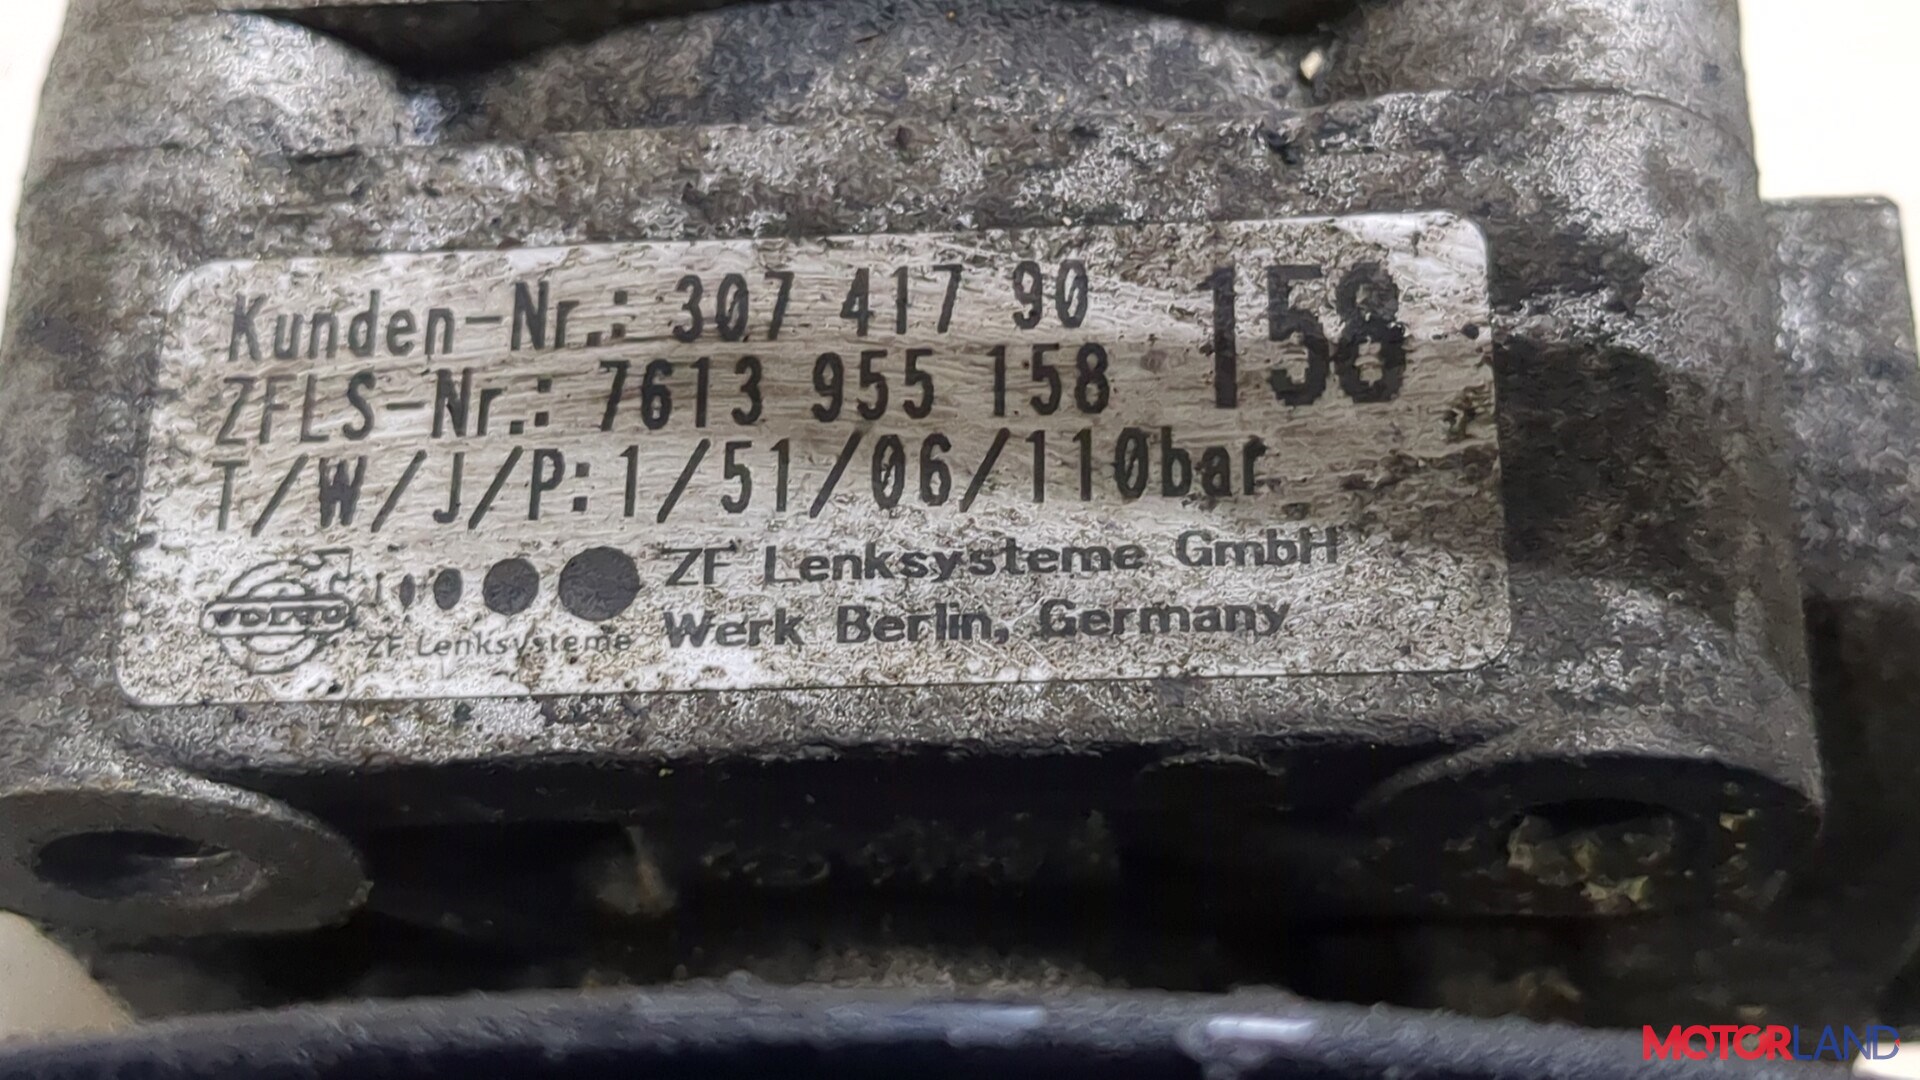 Kunden-Nr.: 307 417 90
158
ZFLS-Nr.: 7613 955 158
T/W/J/P:1/51/06/110bar
VOLVO
ZF Lenksysteme
ZF Lenksysteme GmbH
Werk Berlin, Germany
MOTORLAND